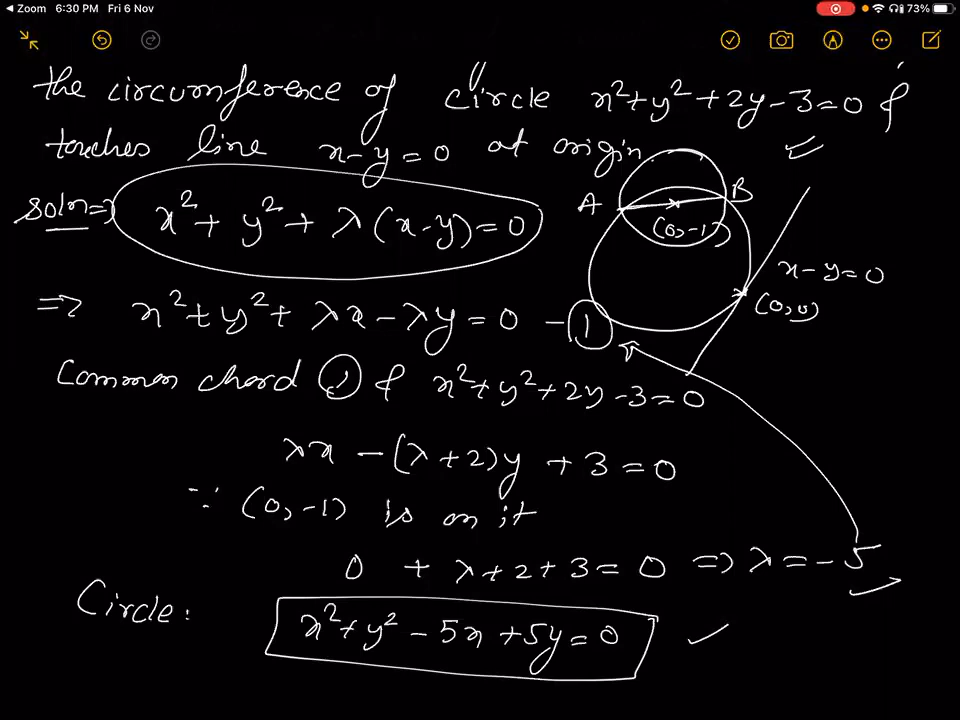 Zoom 6:30 PM Fri 6 Nov 73%
the circumference of circle x²+y²+2y-3=0 &
touches line x-y=0 at origin.
Soln⇒ x²+y²+λ(x-y)=0
A B
(0,-1)
x-y=0
(0,0)
⇒ x²+y²+λx-λy=0 -①
Common chord ① & x²+y²+2y-3=0
λx-(λ+2)y+3=0
∵ (0,-1) is on it
0+λ+2+3=0 ⇒ λ=-5
Circle: x²+y²-5x+5y=0